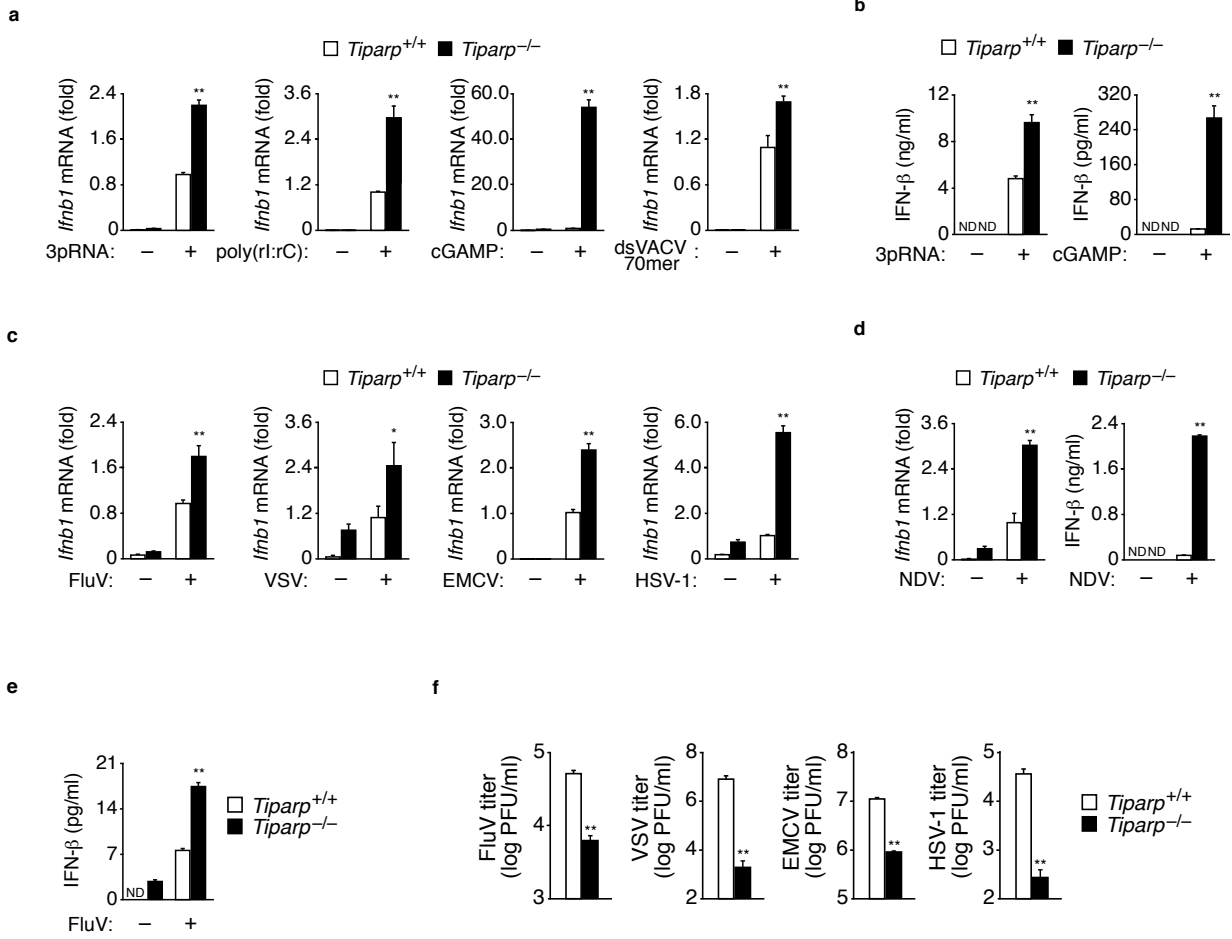 a
Tiparp+/+ Tiparp−/−
Ifnb1 mRNA (fold)
2.4
1.6
0.8
0
**
3pRNA: − +
Ifnb1 mRNA (fold)
3.6
2.4
1.2
0
**
poly(rI:rC): − +
Ifnb1 mRNA (fold)
60.0
40.0
20.0
0
**
cGAMP: − +
Ifnb1 mRNA (fold)
1.8
1.2
0.6
0
**
dsVACV
70mer : − +
b
Tiparp+/+ Tiparp−/−
IFN-β (ng/ml)
12
8
4
0
NDND
**
3pRNA: − +
IFN-β (pg/ml)
320
240
160
80
0
NDND
**
cGAMP: − +
c
Tiparp+/+ Tiparp−/−
Ifnb1 mRNA (fold)
2.4
1.6
0.8
0
**
FluV: − +
Ifnb1 mRNA (fold)
3.6
2.4
1.2
0
*
VSV: − +
Ifnb1 mRNA (fold)
3.0
2.0
1.0
0
**
EMCV: − +
Ifnb1 mRNA (fold)
6.0
4.0
2.0
0
**
HSV-1: − +
d
Tiparp+/+ Tiparp−/−
Ifnb1 mRNA (fold)
3.6
2.4
1.2
0
**
NDV: − +
IFN-β (ng/ml)
2.4
1.6
0.8
0
NDND
**
NDV: − +
e
IFN-β (pg/ml)
21
14
7
0
ND
**
FluV: − +
Tiparp+/+
Tiparp−/−
f
FluV titer
(log PFU/ml)
5
4
3
**
VSV titer
(log PFU/ml)
8
6
4
2
**
EMCV titer
(log PFU/ml)
8
7
6
5
**
HSV-1 titer
(log PFU/ml)
5
4
3
2
**
Tiparp+/+
Tiparp−/−